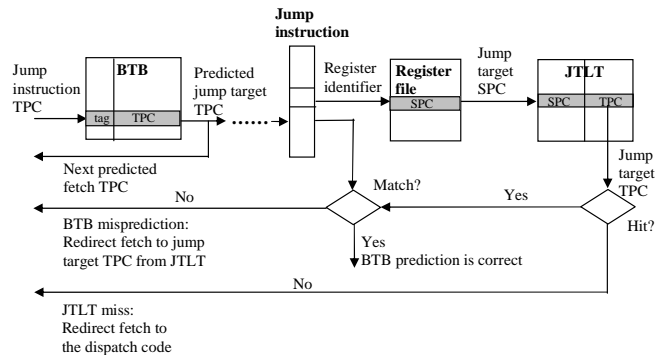 Jump
instruction
Jump
instruction
TPC
BTB
tag
TPC
Predicted
jump target
TPC
Register
identifier
Register
file
SPC
Jump
target
SPC
JTLT
SPC
TPC
Next predicted
fetch TPC
Jump
target
TPC
Match?
No
Yes
Hit?
BTB misprediction:
Redirect fetch to jump
target TPC from JTLT
Yes
BTB prediction is correct
No
JTLT miss:
Redirect fetch to
the dispatch code